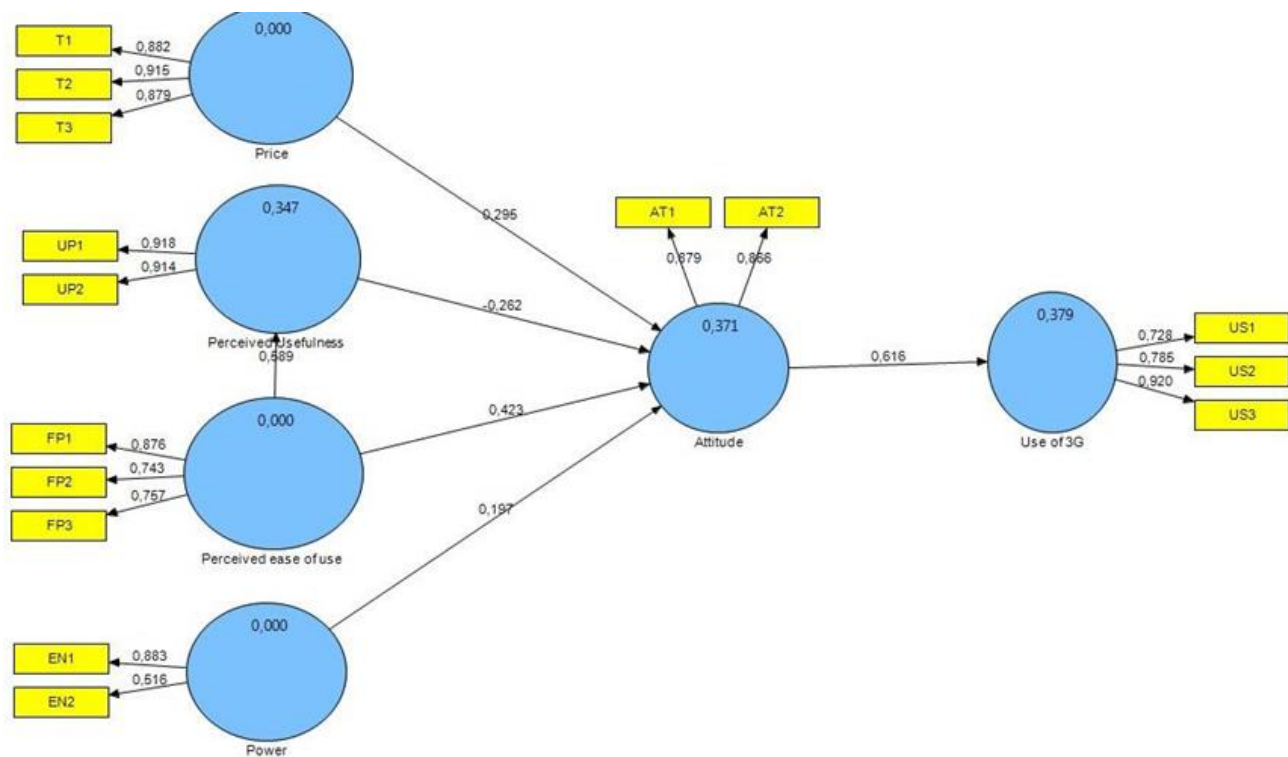 0,000
T1
0,882
T2
0,915
T3
0,879
Price
0,295
0,347
UP1
0,918
UP2
0,914
Perceived Usefulness
0,589
-0,262
AT1
AT2
0,879
0,866
0,371
Attitude
0,616
0,379
Use of 3G
0,728
US1
0,785
US2
0,920
US3
0,000
FP1
0,876
FP2
0,743
FP3
0,757
Perceived ease of use
0,423
0,197
0,000
EN1
0,883
EN2
0,516
Power